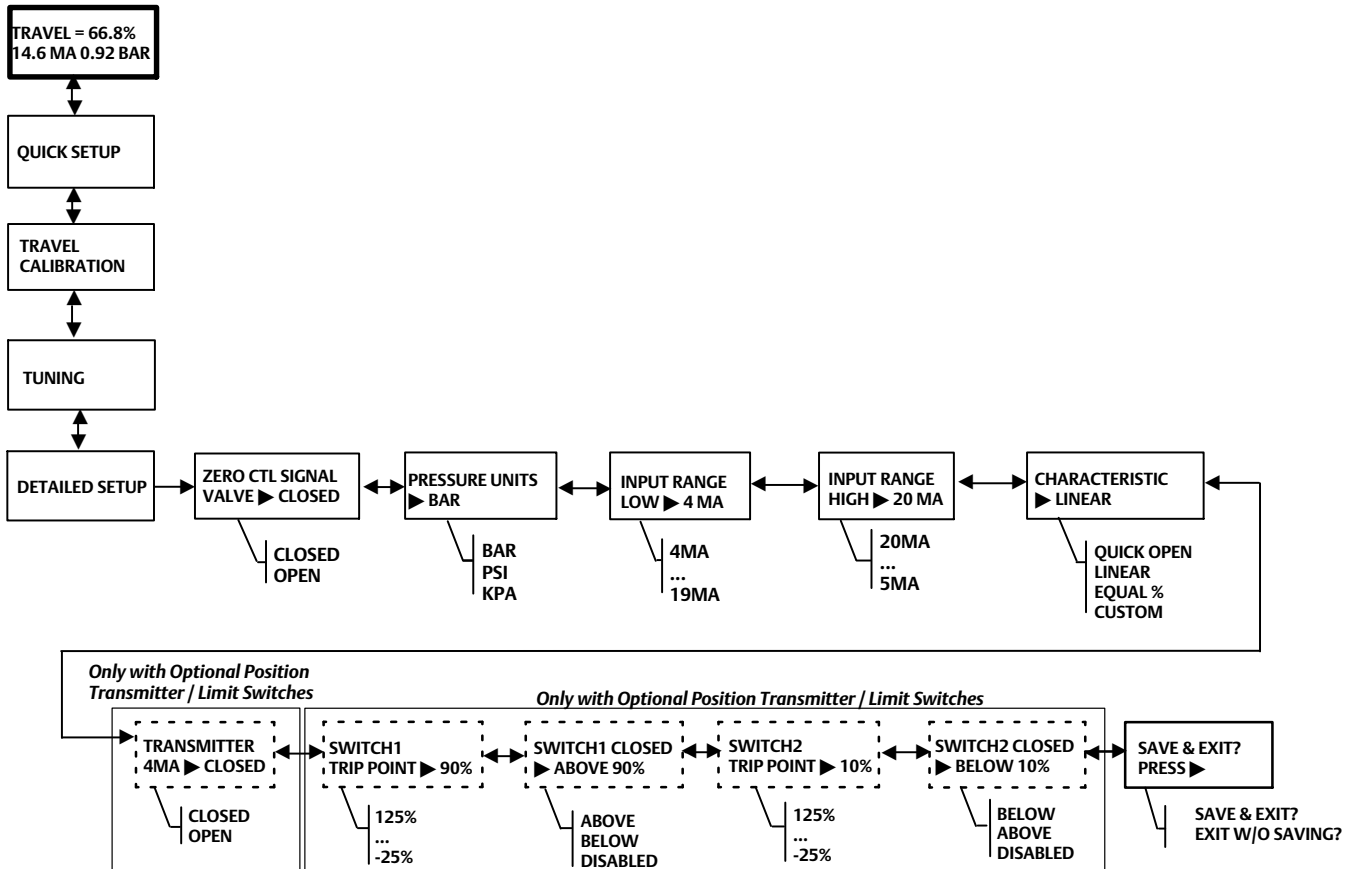 TRAVEL = 66.8%
14.6 MA 0.92 BAR
QUICK SETUP
TRAVEL
CALIBRATION
TUNING
DETAILED SETUP
ZERO CTL SIGNAL
VALVE ▶ CLOSED
CLOSED
OPEN
PRESSURE UNITS
▶ BAR
BAR
PSI
KPA
INPUT RANGE
LOW ▶ 4 MA
4MA
...
19MA
INPUT RANGE
HIGH ▶ 20 MA
20MA
...
5MA
CHARACTERISTIC
▶ LINEAR
QUICK OPEN
LINEAR
EQUAL %
CUSTOM
Only with Optional Position
Transmitter / Limit Switches
TRANSMITTER
4MA ▶ CLOSED
CLOSED
OPEN
Only with Optional Position Transmitter / Limit Switches
SWITCH1
TRIP POINT ▶ 90%
125%
...
-25%
SWITCH1 CLOSED
▶ ABOVE 90%
ABOVE
BELOW
DISABLED
SWITCH2
TRIP POINT ▶ 10%
125%
...
-25%
SWITCH2 CLOSED
▶ BELOW 10%
BELOW
ABOVE
DISABLED
SAVE & EXIT?
PRESS ▶
SAVE & EXIT?
EXIT W/O SAVING?